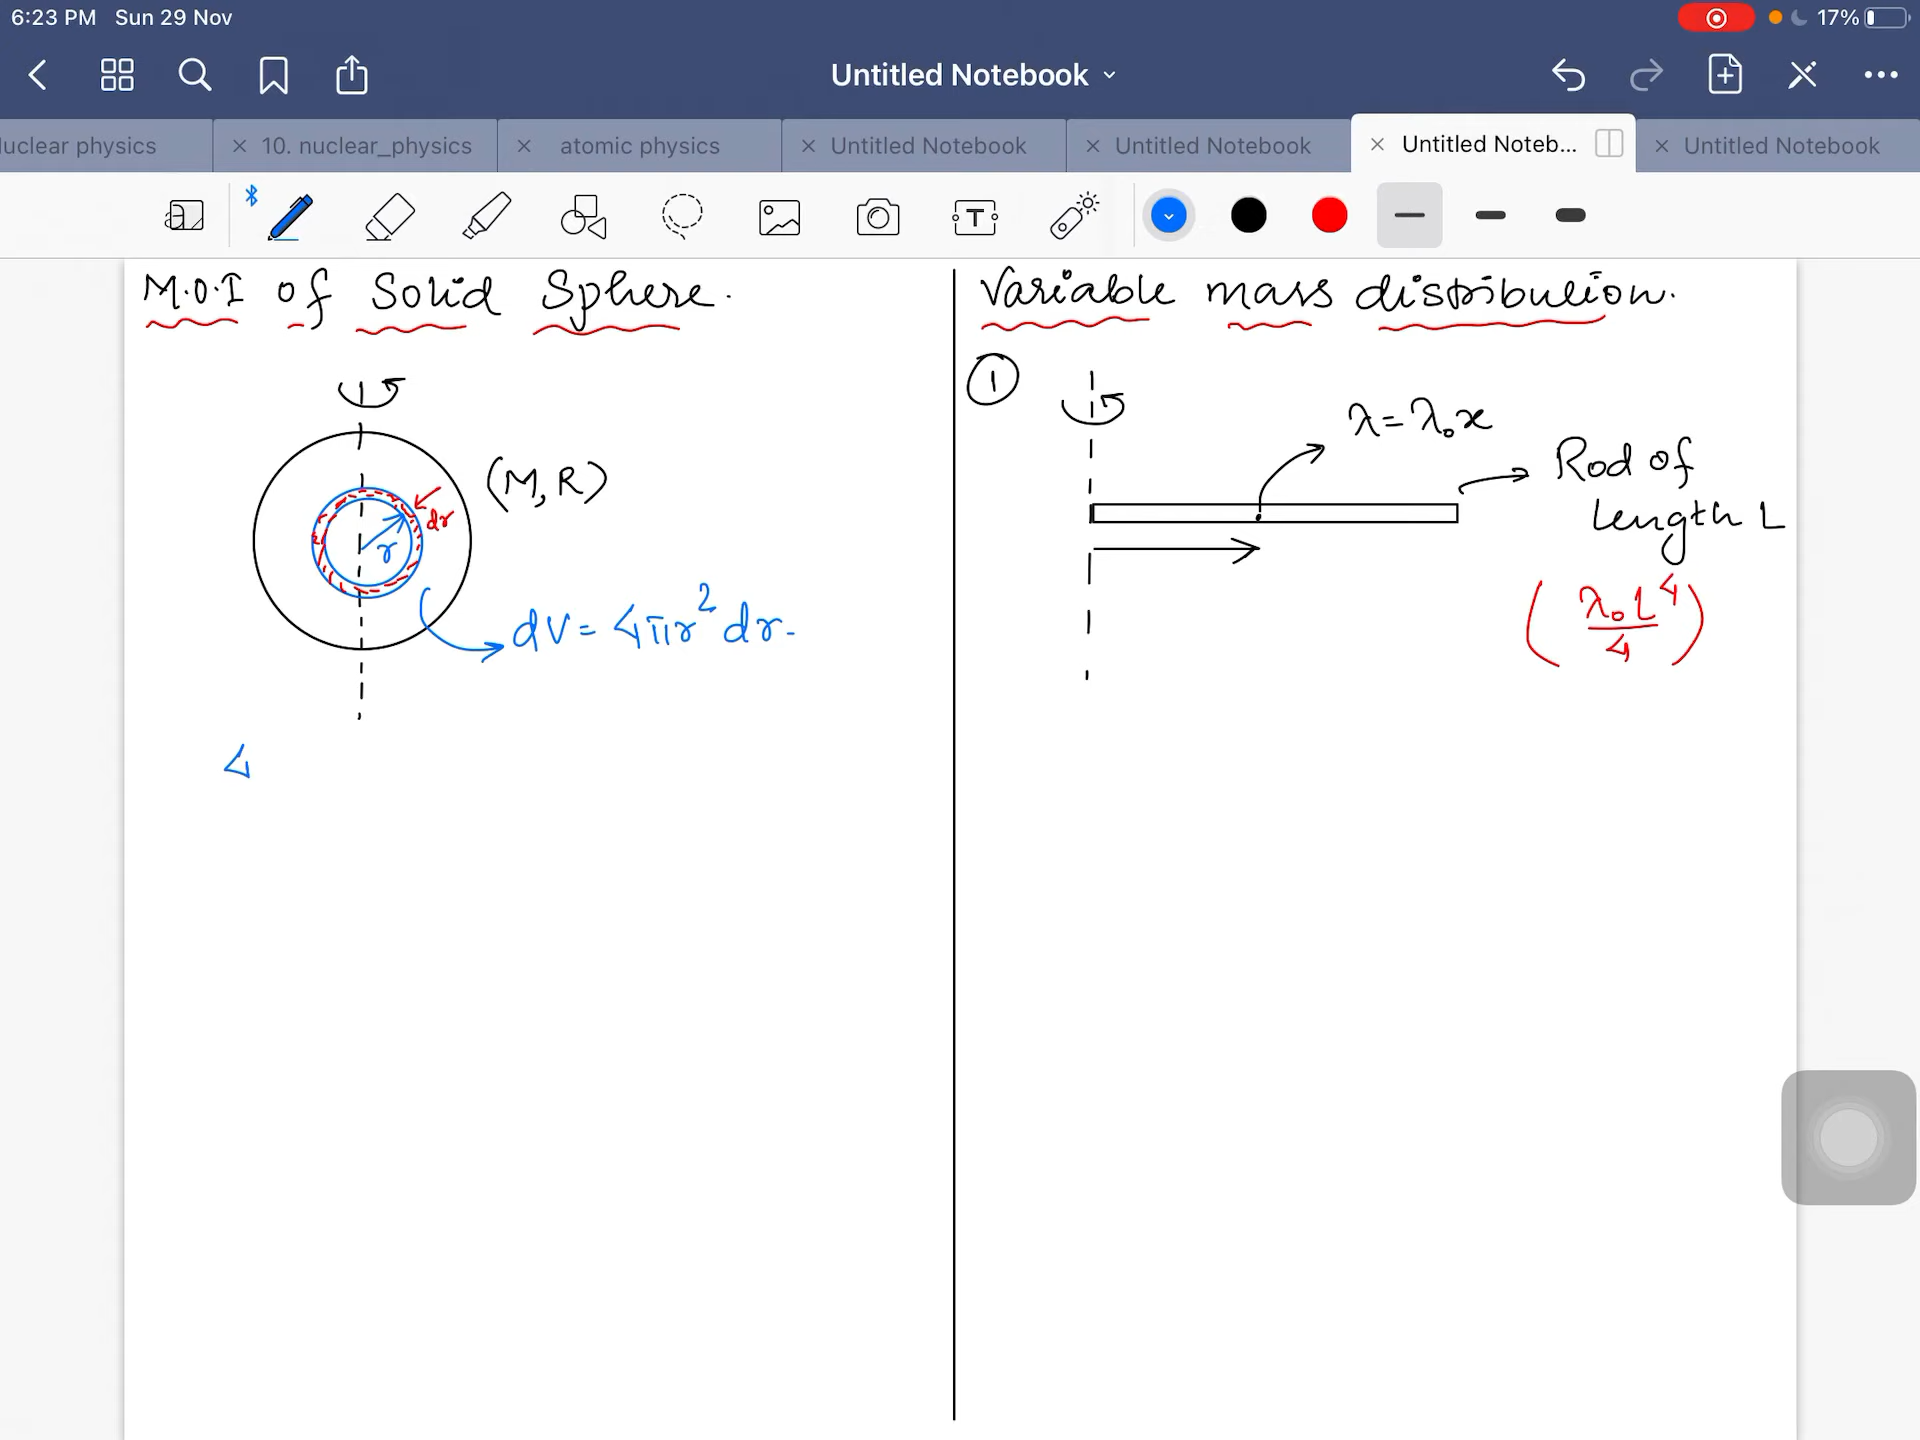 6:23 PM Sun 29 Nov
17%
Untitled Notebook
luclear physics
10. nuclear_physics
atomic physics
Untitled Notebook
Untitled Notebook
Untitled Noteb...
Untitled Notebook
M.O.I of Solid Sphere.
(M, R)
dr
r
dV = 4πr² dr.
4
Variable mass distribution.
①
λ = λ₀x
Rod of
length L
(λ₀L⁴/4)